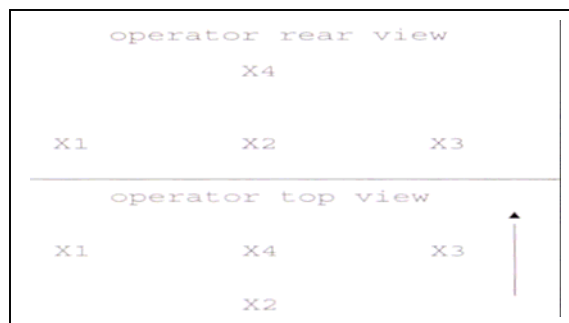 operator rear view
X4
X1 X2 X3
operator top view
X1 X4 X3
X2